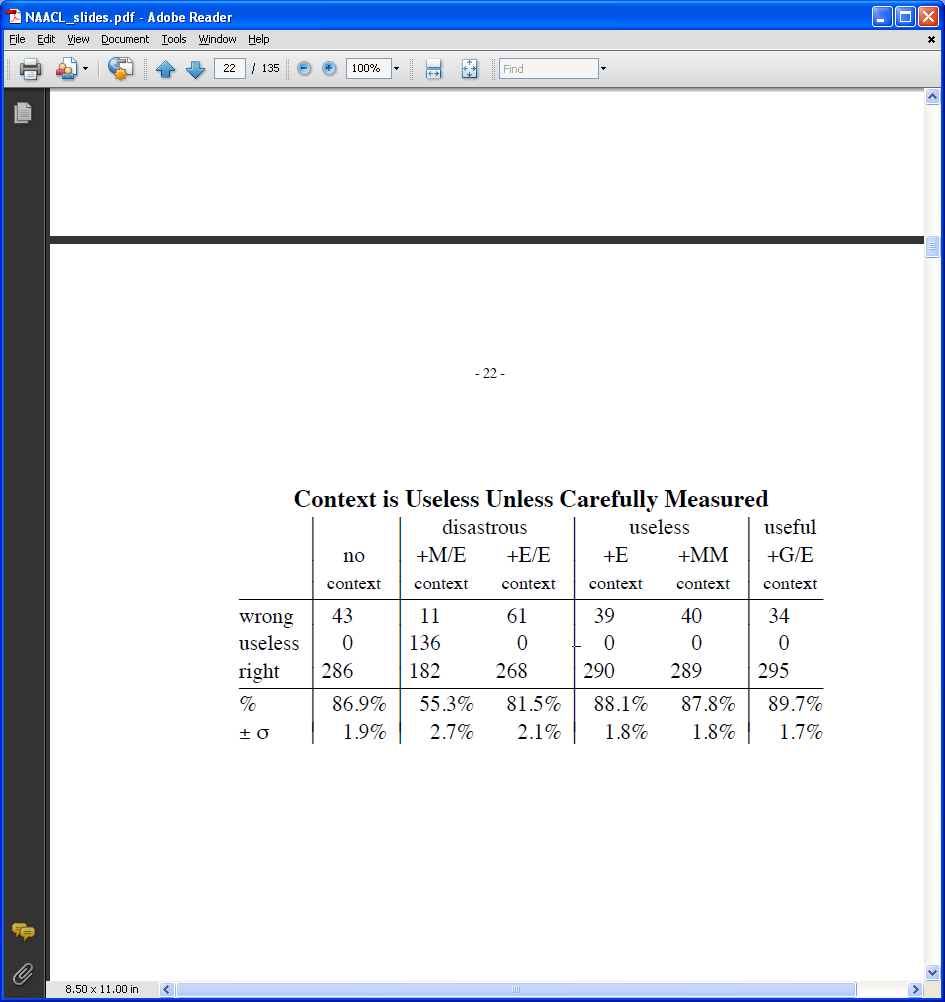 NAACL_slides.pdf - Adobe Reader
File Edit View Document Tools Window Help
22 / 135 100% Find
- 22 -
Context is Useless Unless Carefully Measured
disastrous useless useful
no +M/E +E/E +E +MM +G/E
context context context context context context
wrong 43 11 61 39 40 34
useless 0 136 0 0 0 0
right 286 182 268 290 289 295
% 86.9% 55.3% 81.5% 88.1% 87.8% 89.7%
± σ 1.9% 2.7% 2.1% 1.8% 1.8% 1.7%
8.50 x 11.00 in